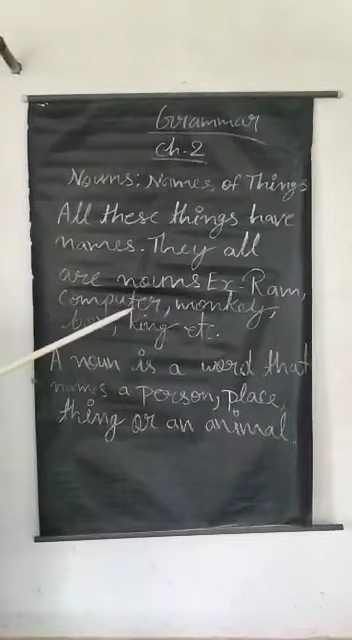 Grammar
Ch.2
Nouns: Names of Things
All these things have
names. They all
are nouns Ex-Ram,
Computer, monkey,
king etc.
A noun is a word that
names a person, place,
thing or an animal.